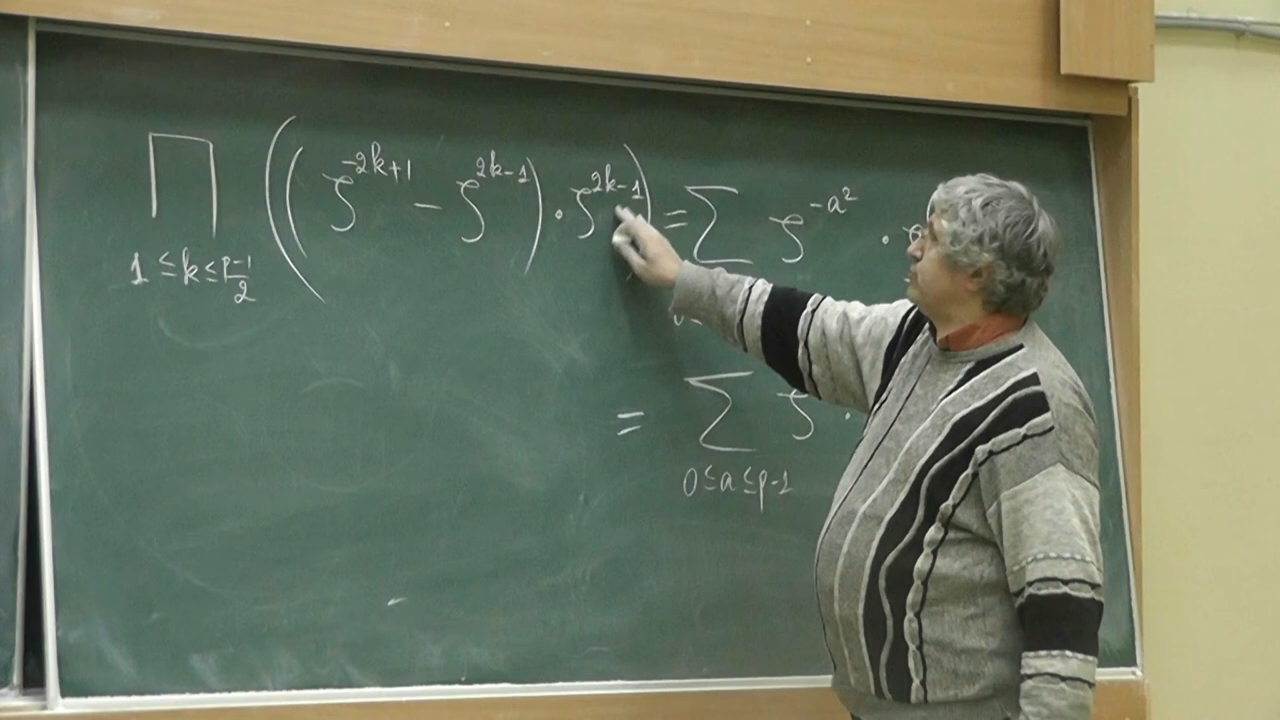 ∏ ((ζ^{-2k+1} - ζ^{2k-1}) · ζ^{2k-1}) = ∑ ζ^{-a²} ·
1 ≤ k ≤ p-1/2
= ∑ ζ ·
0 ≤ a ≤ p-1